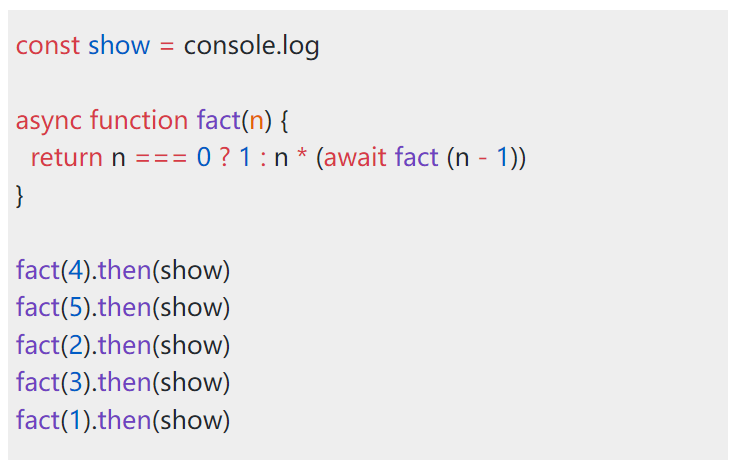 const show = console.log
async function fact(n) {
return n === 0 ? 1 : n * (await fact (n - 1))
}
fact(4).then(show)
fact(5).then(show)
fact(2).then(show)
fact(3).then(show)
fact(1).then(show)